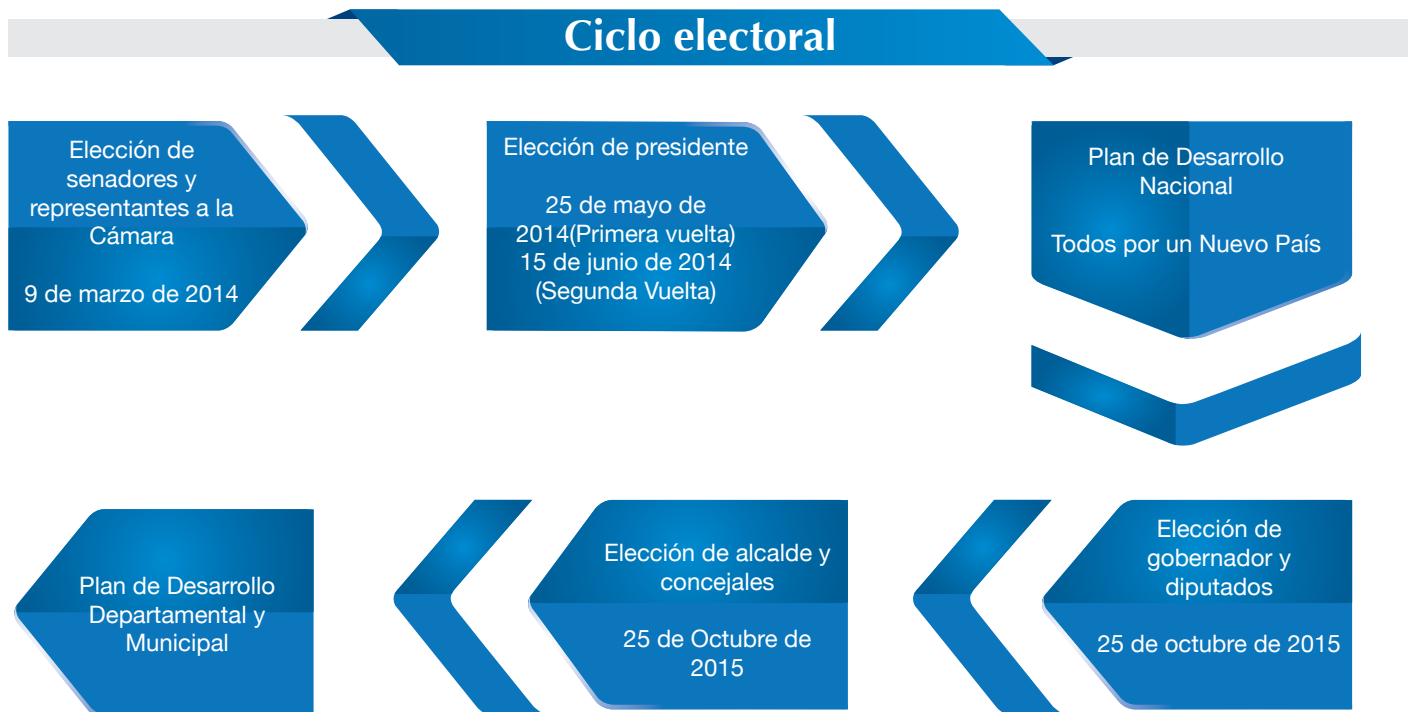 Ciclo electoral
Elección de
senadores y
representantes a la
Cámara
9 de marzo de 2014
Elección de presidente
25 de mayo de
2014(Primera vuelta)
15 de junio de 2014
(Segunda Vuelta)
Plan de Desarrollo
Nacional
Todos por un Nuevo País
Elección de
gobernador y
diputados
25 de octubre de 2015
Elección de alcalde y
concejales
25 de Octubre de
2015
Plan de Desarrollo
Departamental y
Municipal